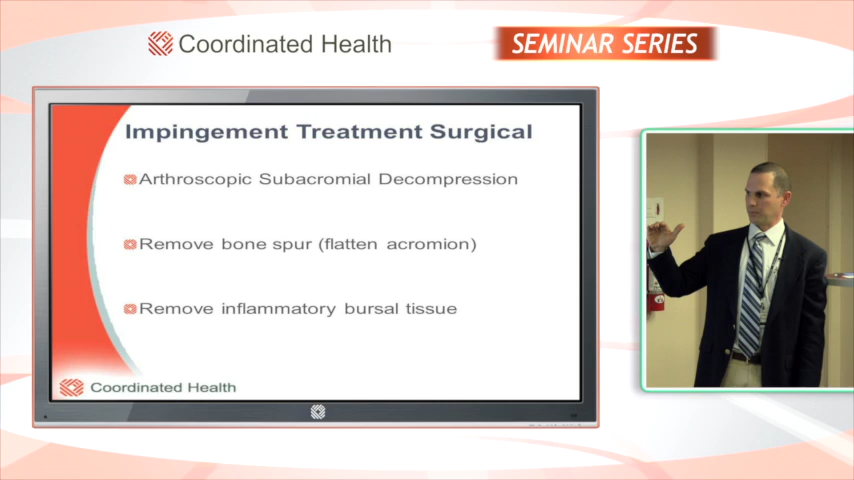 Coordinated Health
SEMINAR SERIES
Impingement Treatment Surgical
Arthroscopic Subacromial Decompression
Remove bone spur (flatten acromion)
Remove inflammatory bursal tissue
Coordinated Health